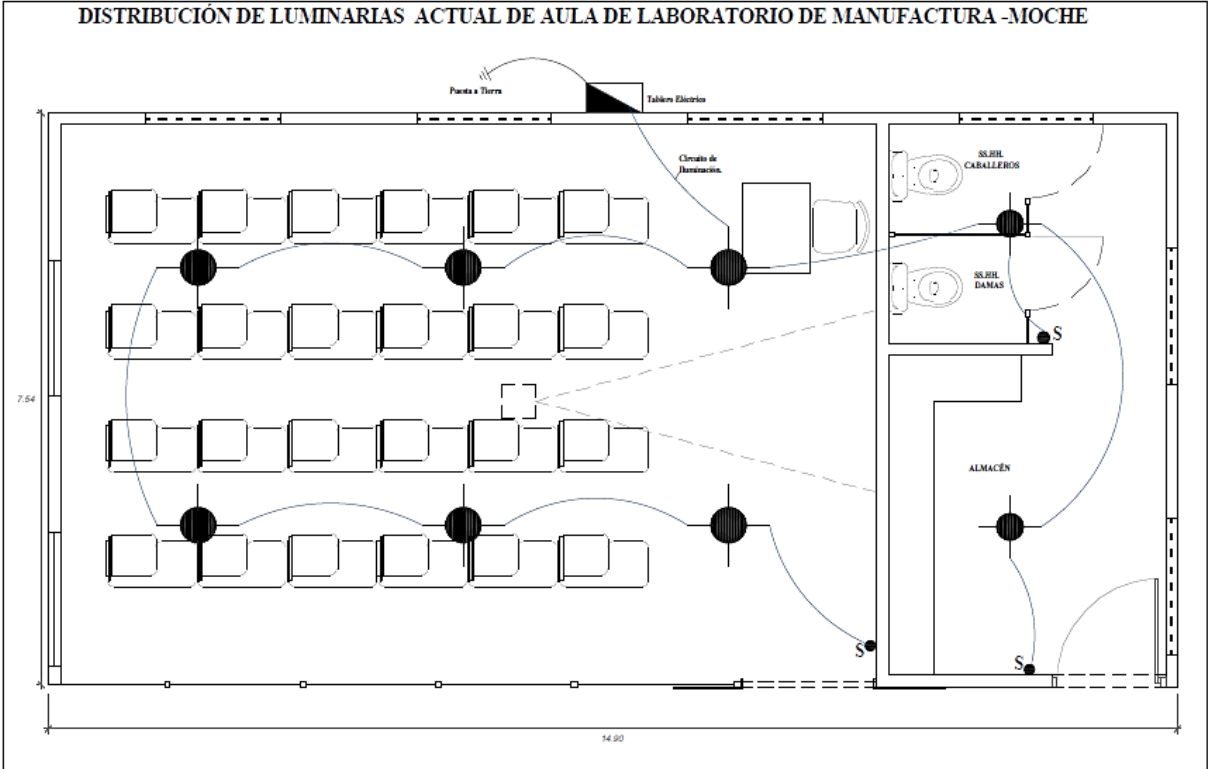 DISTRIBUCIÓN DE LUMINARIAS ACTUAL DE AULA DE LABORATORIO DE MANUFACTURA -MOCHE
Puesta a Tierra
Tablero Eléctrico
Circuito de
Iluminación.
SS.HH.
CABALLEROS
SS.HH.
DAMAS
S
7.54
ALMACÉN
S
S
14.90